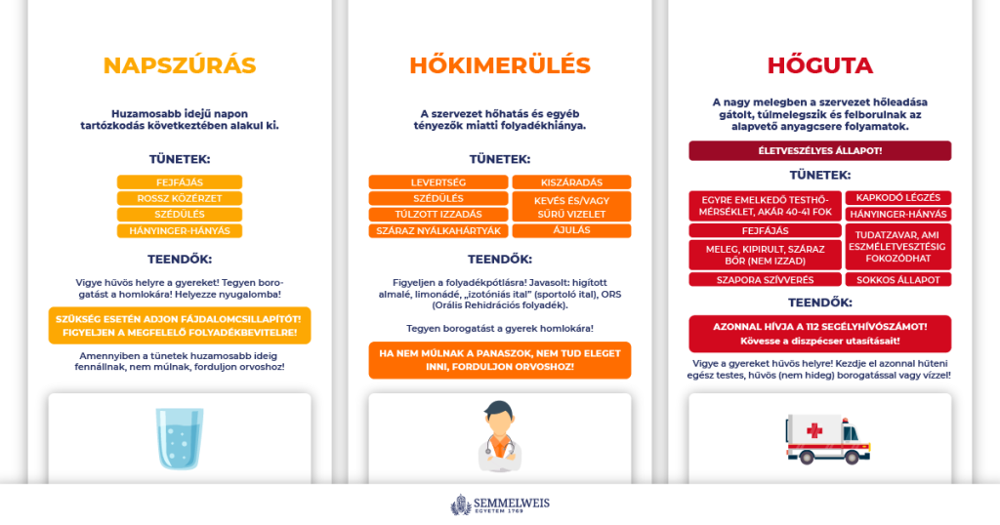 NAPSZÚRÁS
Huzamosabb idejű napon
tartózkodás következtében alakul ki.
TÜNETEK:
FEJFÁJÁS
ROSSZ KÖZÉRZET
SZÉDÜLÉS
HÁNYINGER-HÁNYÁS
TEENDŐK:
Vigye hűvös helyre a gyereket! Tegyen boro-
gatást a homlokára! Helyezze nyugalomba!
SZÜKSÉG ESETÉN ADJON FÁJDALOMCSILLAPÍTÓT!
FIGYELJEN A MEGFELELŐ FOLYADÉKBEVITELRE!
Amennyiben a tünetek huzamosabb ideig
fennállnak, nem múlnak, forduljon orvoshoz!
HŐKIMERÜLÉS
A szervezet hőhatás és egyéb
tényezők miatti folyadékhiánya.
TÜNETEK:
LEVERTSÉG
SZÉDÜLÉS
TÚLZOTT IZZADÁS
SZÁRAZ NYÁLKAHÁRTYÁK
KISZÁRADÁS
KEVÉS ÉS/VAGY
SŰRŰ VIZELET
ÁJULÁS
TEENDŐK:
Figyeljen a folyadékpótlásra! Javasolt: hígított
almalé, limonádé, „izotóniás ital” (sportoló ital), ORS
(Orális Rehidrációs folyadék).
Tegyen borogatást a gyerek homlokára!
HA NEM MÚLNAK A PANASZOK, NEM TUD ELEGET
INNI, FORDULJON ORVOSHOZ!
HŐGUTA
A nagy melegben a szervezet hőleadása
gátolt, túlmelegszik és felborulnak az
alapvető anyagcsere folyamatok.
ÉLETVESZÉLYES ÁLLAPOT!
TÜNETEK:
EGYRE EMELKEDŐ TESTHŐ-
MÉRSÉKLET, AKÁR 40-41 FOK
FEJFÁJÁS
MELEG, KIPIRULT, SZÁRAZ
BŐR (NEM IZZAD)
SZAPORA SZÍVVERÉS
KAPKODÓ LÉGZÉS
HÁNYINGER-HÁNYÁS
TUDATZAVAR, AMI
ESZMÉLETVESZTÉSIG
FOKOZÓDHAT
SOKKOS ÁLLAPOT
TEENDŐK:
AZONNAL HÍVJA A 112 SEGÉLYHÍVÓSZÁMOT!
Kövesse a diszpécser utasításait!
Vigye a gyereket hűvös helyre! Kezdje el azonnal hűteni
egész testes, hűvös (nem hideg) borogatással vagy vízzel!
SEMMELWEIS
EGYETEM 1769